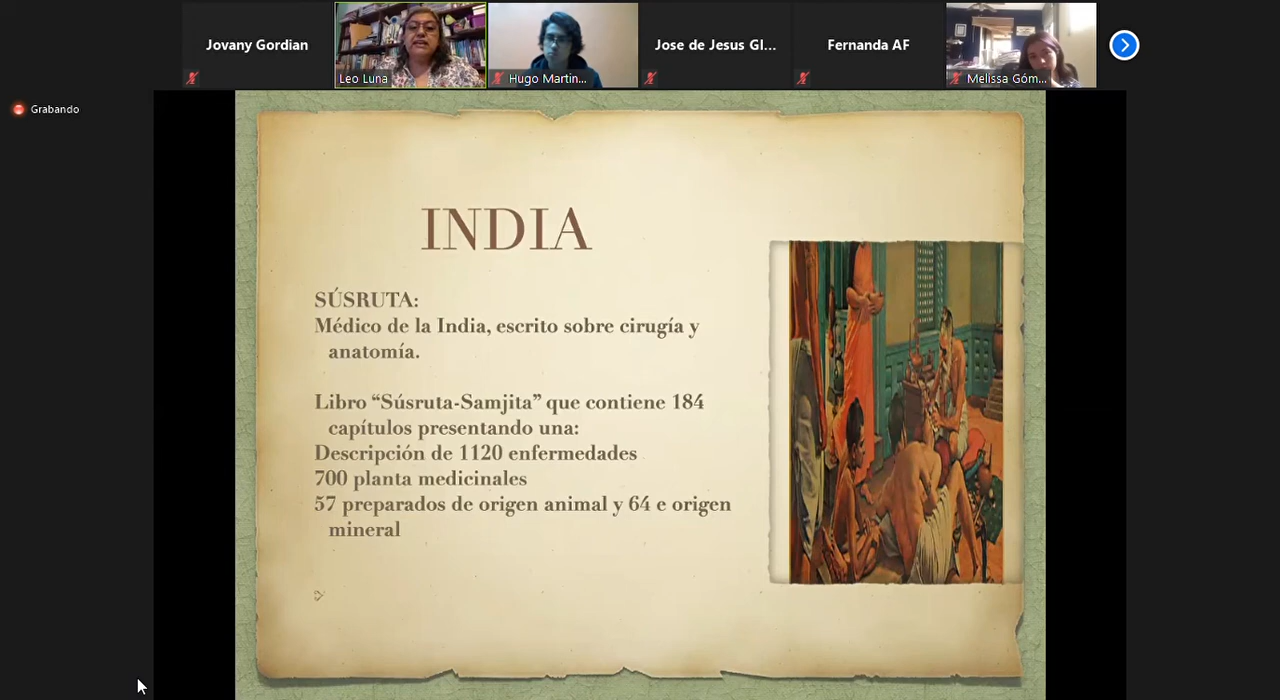 Jovany Gordian
Leo Luna
Hugo Martin...
Jose de Jesus Gl...
Fernanda AF
Melissa Góm...
Grabando
INDIA
SÚSRUTA:
Médico de la India, escrito sobre cirugía y
anatomía.
Libro “Súsruta-Samjita” que contiene 184
capítulos presentando una:
Descripción de 1120 enfermedades
700 planta medicinales
57 preparados de origen animal y 64 e origen
mineral